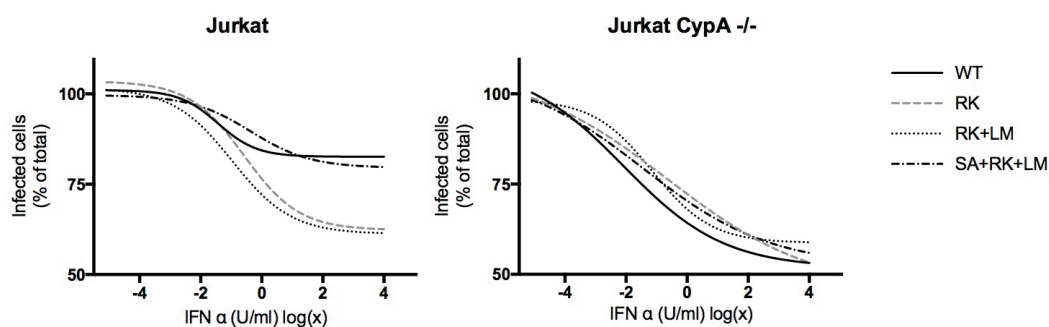 Jurkat
Infected cells
(% of total)
100
75
50
-4
-2
0
2
4
IFN α (U/ml) log(x)
Jurkat CypA -/-
Infected cells
(% of total)
100
75
50
-4
-2
0
2
4
IFN α (U/ml) log(x)
WT
RK
RK+LM
SA+RK+LM